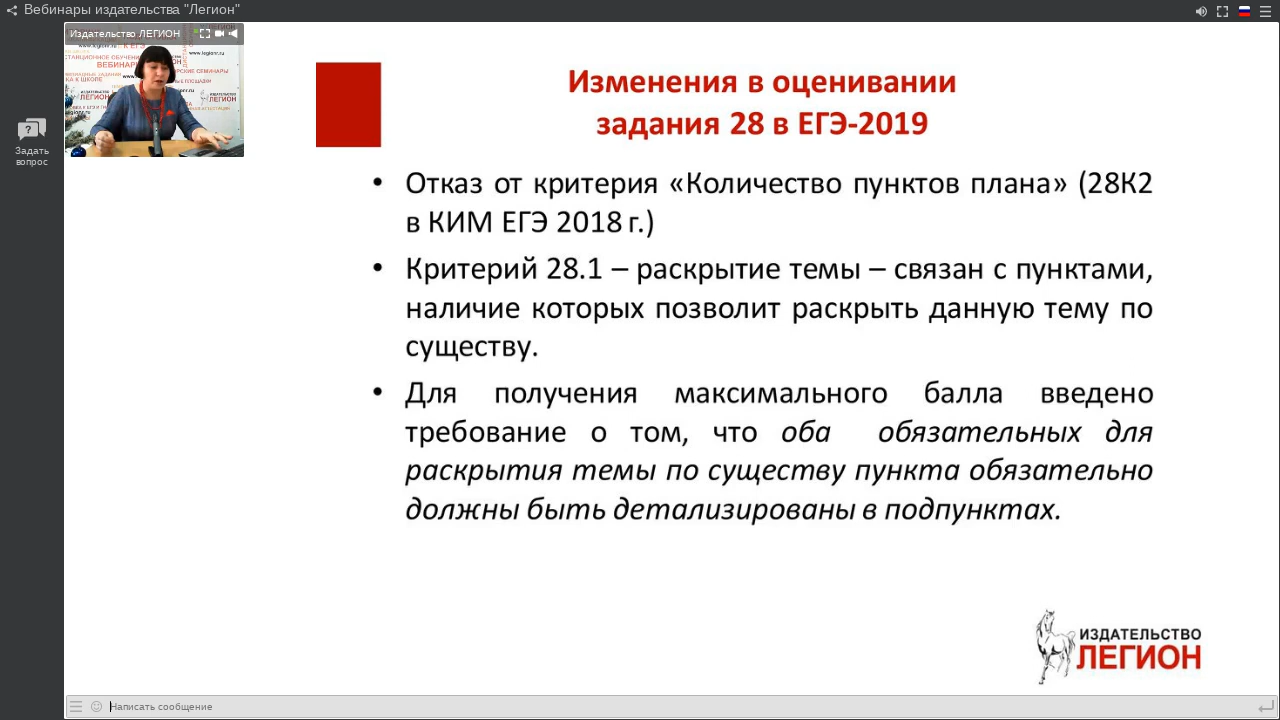 Вебинары издательства "Легион"
Издательство ЛЕГИОН
Задать
вопрос
Изменения в оценивании
задания 28 в ЕГЭ-2019
• Отказ от критерия «Количество пунктов плана» (28К2
в КИМ ЕГЭ 2018 г.)
• Критерий 28.1 – раскрытие темы – связан с пунктами,
наличие которых позволит раскрыть данную тему по
существу.
• Для получения максимального балла введено
требование о том, что оба обязательных для
раскрытия темы по существу пункта обязательно
должны быть детализированы в подпунктах.
ИЗДАТЕЛЬСТВО
ЛЕГИОН
Написать сообщение